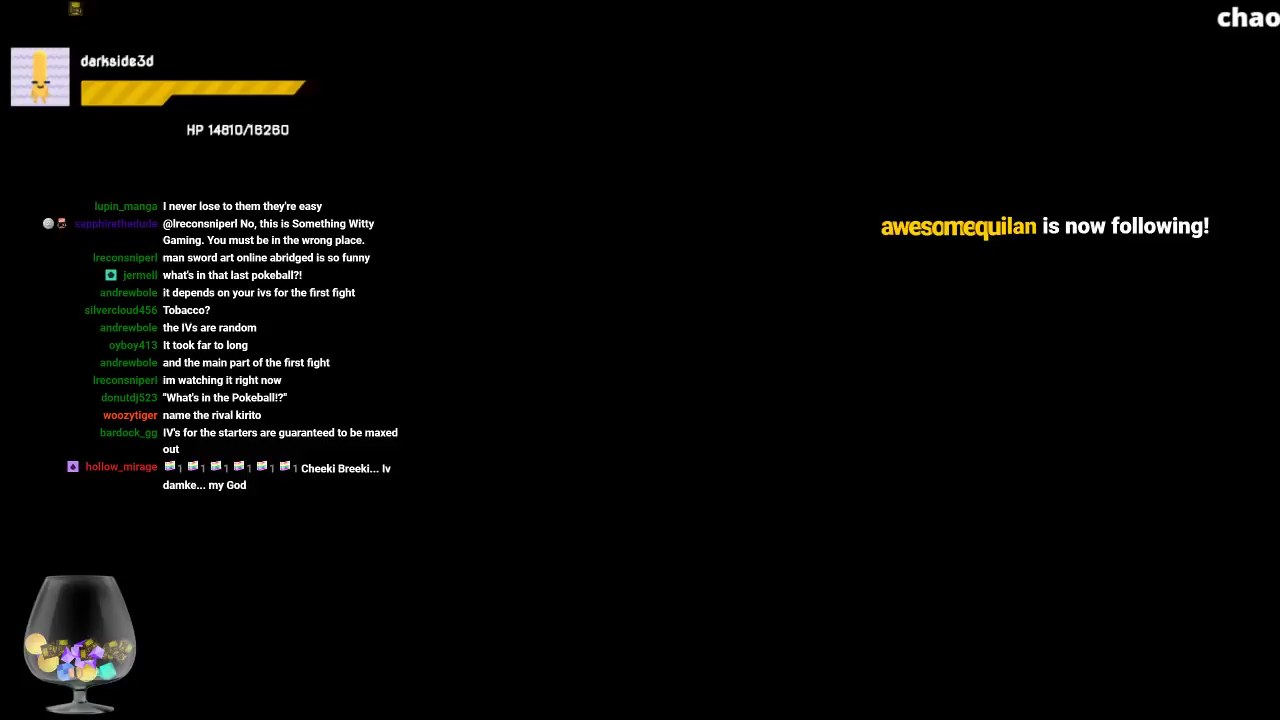 chao
darkside3d
HP 14810/16260
lupin_manga I never lose to them they're easy
sapphirethedude @lreconsniperl No, this is Something Witty
Gaming. You must be in the wrong place.
lreconsniperl man sword art online abridged is so funny
jermell what's in that last pokeball?!
andrewbole it depends on your ivs for the first fight
silvercloud456 Tobacco?
andrewbole the IVs are random
oyboy413 It took far to long
andrewbole and the main part of the first fight
lreconsniperl im watching it right now
donutdj523 "What's in the Pokeball!?"
woozytiger name the rival kirito
bardock_gg IV's for the starters are guaranteed to be maxed
out
hollow_mirage 1 1 1 1 1 1 Cheeki Breeki... Iv
damke... my God
awesomequilan is now following!